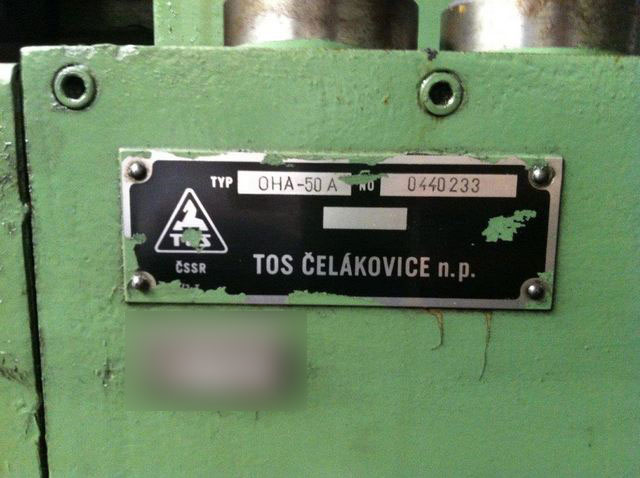 TYP OHA-50 A NO 0440233
TOS
ČSSR
TOS ČELÁKOVICE n.p.